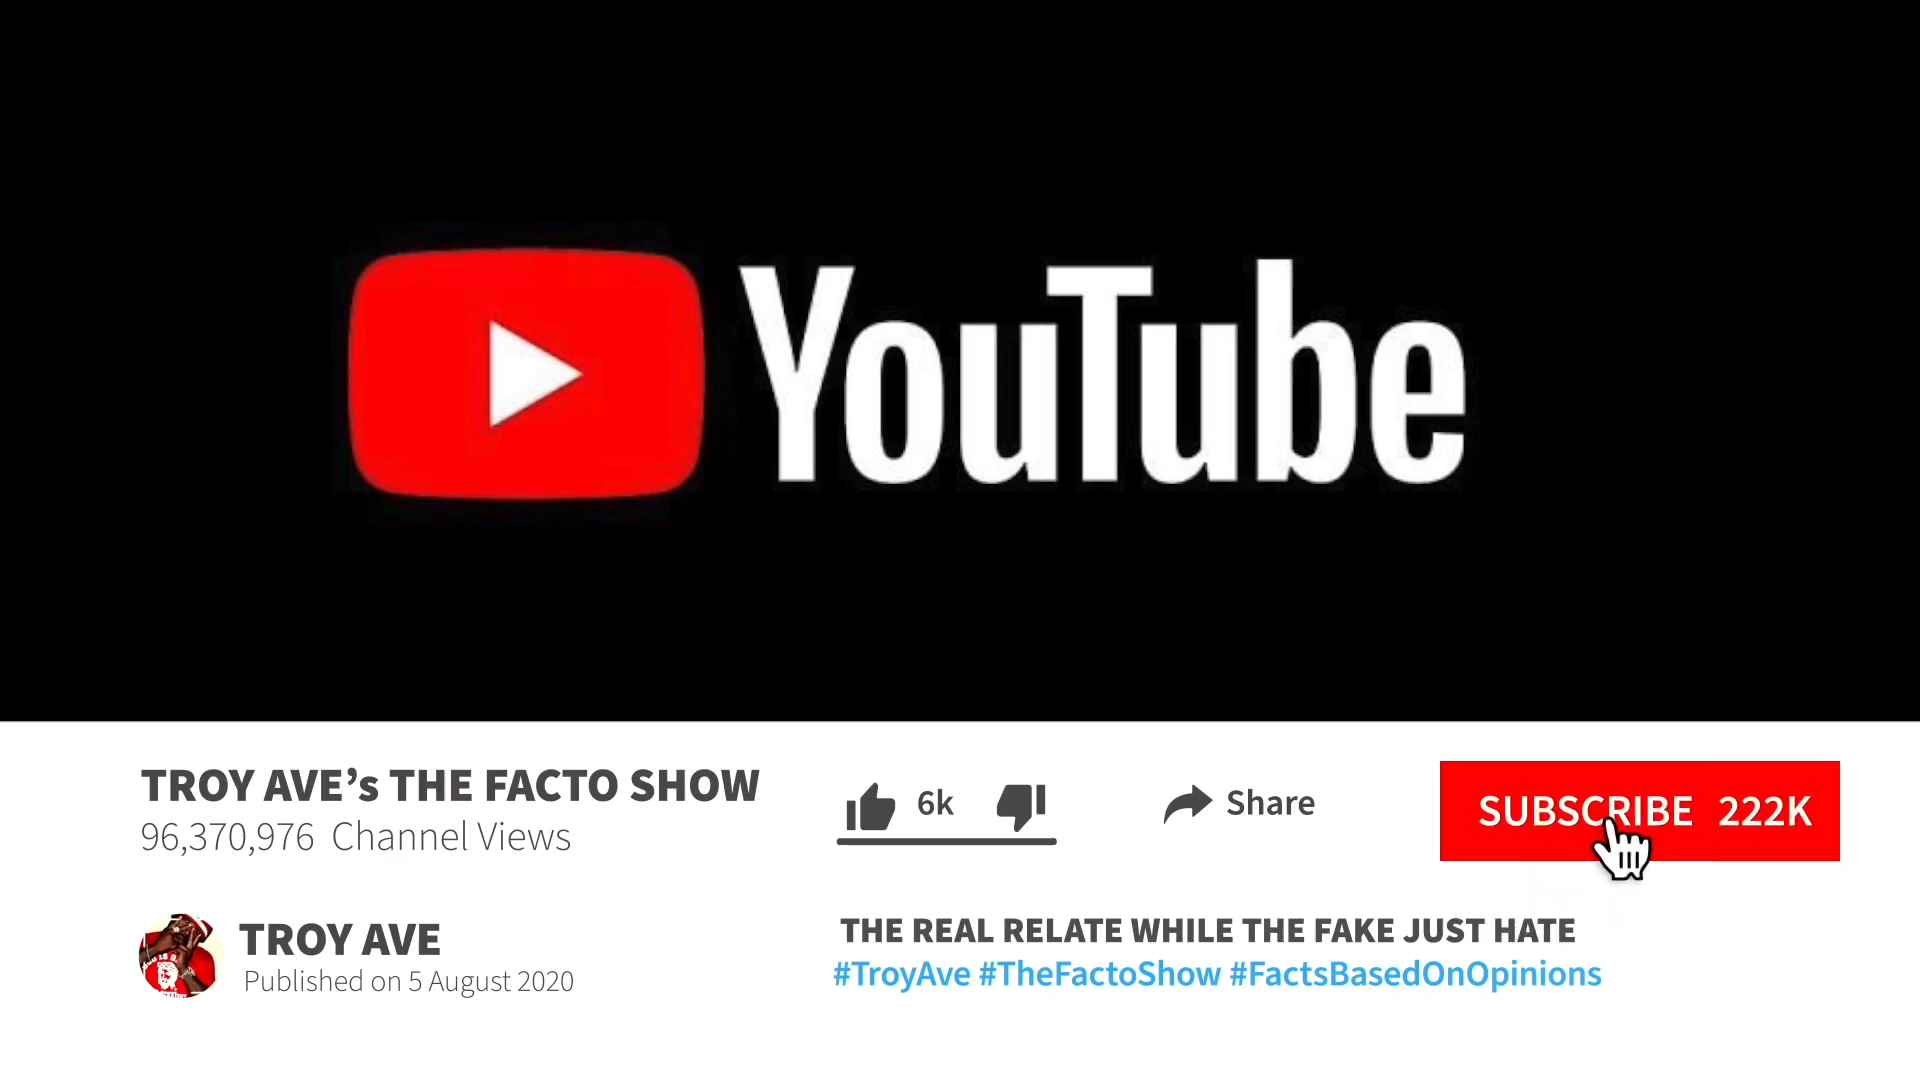 YouTube
TROY AVE’s THE FACTO SHOW
96,370,976 Channel Views
6k
Share
SUBSCRIBE 222K
TROY AVE
Published on 5 August 2020
THE REAL RELATE WHILE THE FAKE JUST HATE
#TroyAve #TheFactoShow #FactsBasedOnOpinions